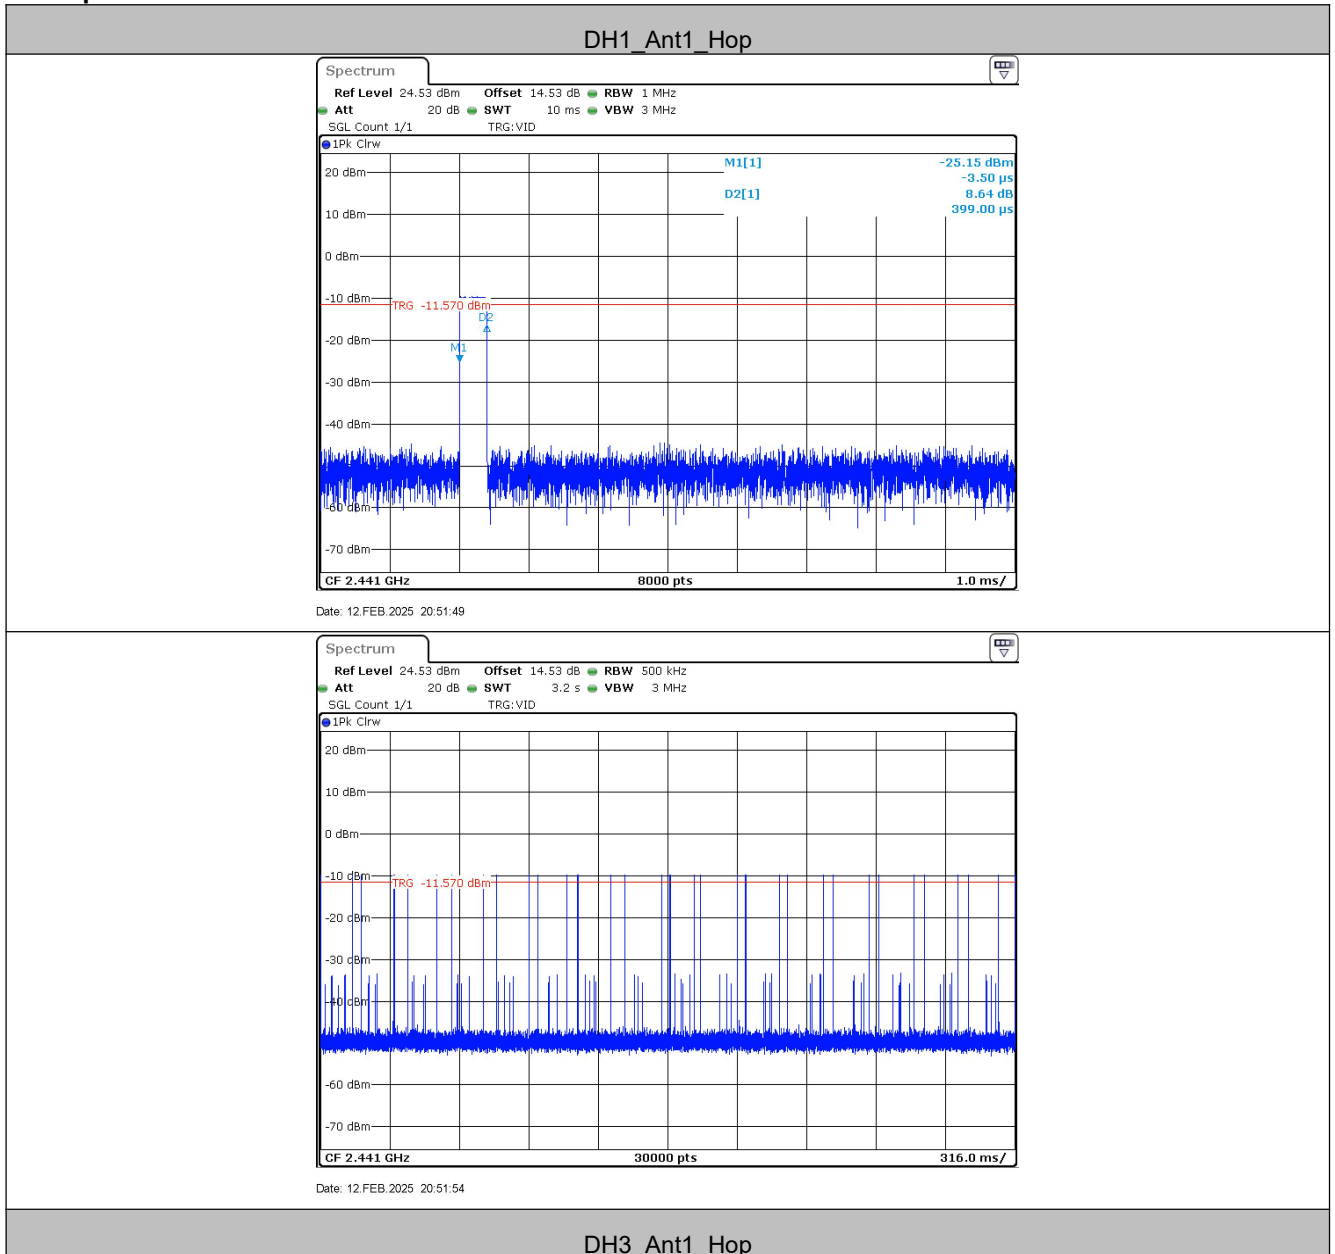 DH1_Ant1_Hop
Spectrum
Ref Level 24.53 dBm Offset 14.53 dB RBW 1 MHz
Att 20 dB SWT 10 ms VBW 3 MHz
SGL Count 1/1 TRG:VID
1Pk Clrw
M1[1] -25.15 dBm
-3.50 µs
D2[1] 8.64 dB
399.00 µs
20 dBm
10 dBm
0 dBm
-10 dBm
TRG -11.570 dBm
D2
-20 dBm
M1
-30 dBm
-40 dBm
-60 dBm
-70 dBm
CF 2.441 GHz 8000 pts 1.0 ms/
Date: 12.FEB.2025 20:51:49
Spectrum
Ref Level 24.53 dBm Offset 14.53 dB RBW 500 kHz
Att 20 dB SWT 3.2 s VBW 3 MHz
SGL Count 1/1 TRG:VID
1Pk Clrw
20 dBm
10 dBm
0 dBm
-10 dBm
TRG -11.570 dBm
-20 dBm
-30 dBm
-40 dBm
-60 dBm
-70 dBm
CF 2.441 GHz 30000 pts 316.0 ms/
Date: 12.FEB.2025 20:51:54
DH3_Ant1_Hop